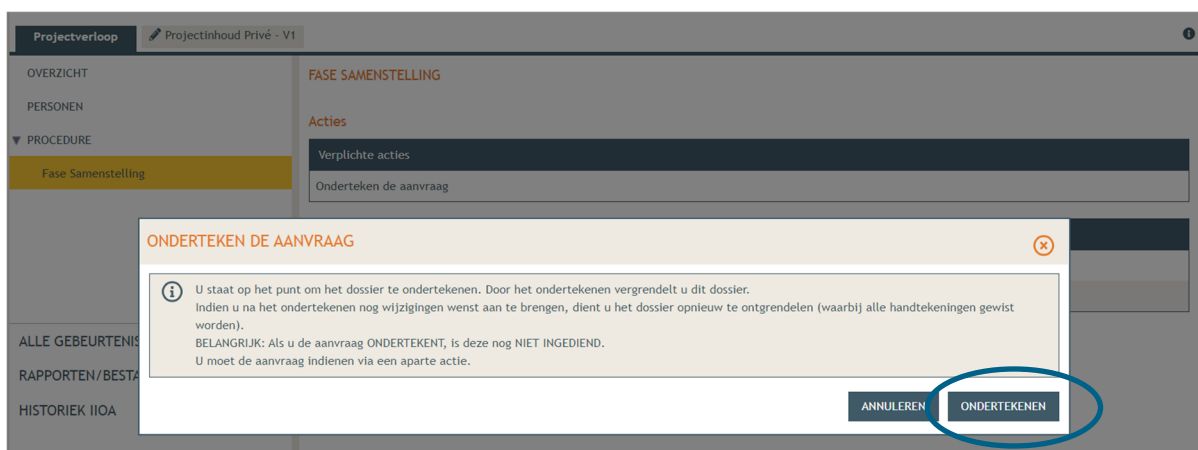 Projectverloop
Projectinhoud Privé - V1
OVERZICHT
PERSONEN
PROCEDURE
Fase Samenstelling
FASE SAMENSTELLING
Acties
Verplichte acties
Onderteken de aanvraag
ONDERTEKEN DE AANVRAAG
U staat op het punt om het dossier te ondertekenen. Door het ondertekenen vergrendelt u dit dossier.
Indien u na het ondertekenen nog wijzigingen wenst aan te brengen, dient u het dossier opnieuw te ontgrendelen (waarbij alle handtekeningen gewist
worden).
BELANGRIJK: Als u de aanvraag ONDERTEKENT, is deze nog NIET INGEDIEND.
U moet de aanvraag indienen via een aparte actie.
ANNULEREN
ONDERTEKENEN
ALLE GEBEURTENIS
RAPPORTEN/BESTA
HISTORIEK IIOA